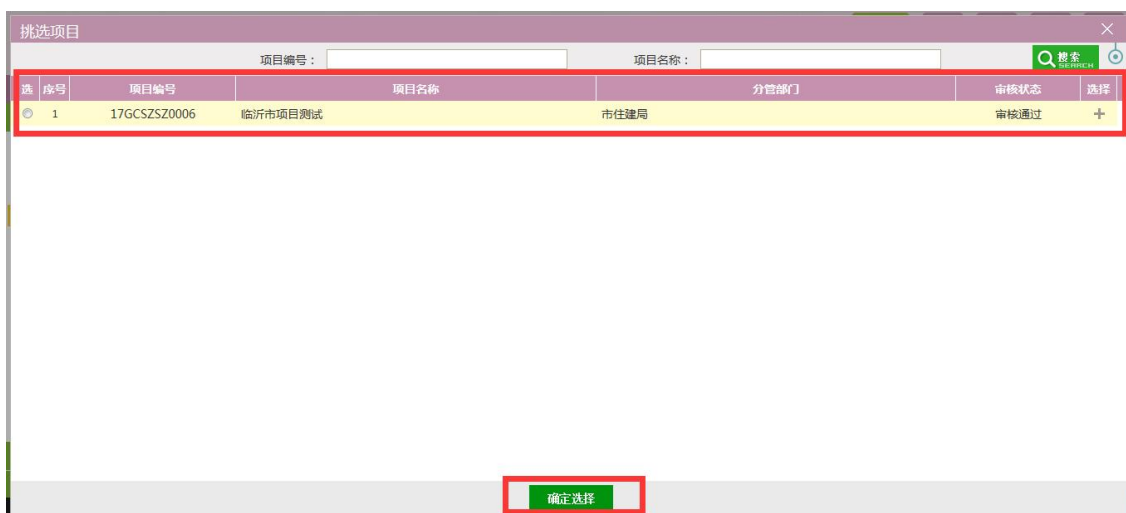 挑选项目
项目编号： 项目名称： 搜索 SEARCH
选 序号 项目编号 项目名称 分管部门 审核状态 选择
1 17GCSZSZ0006 临沂市项目测试 市住建局 审核通过
确定选择